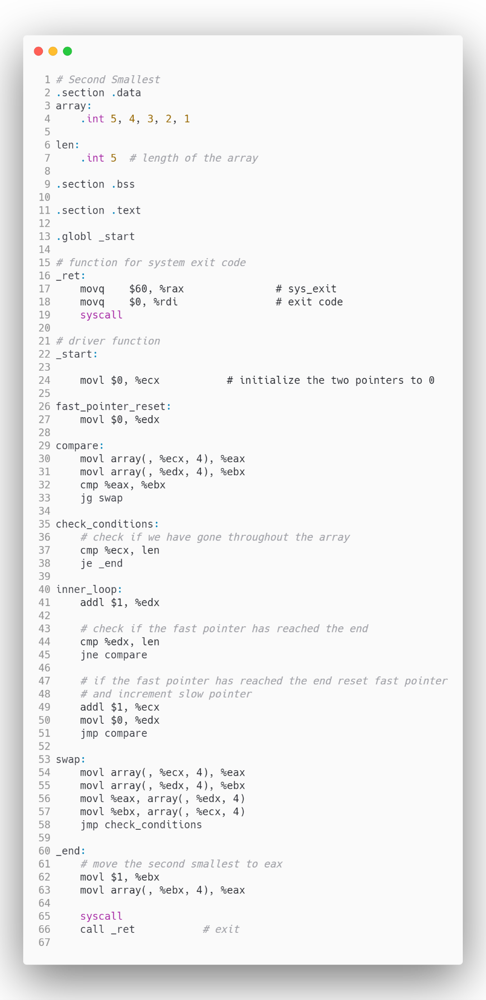 1 # Second Smallest
2 .section .data
3 array:
4     .int 5, 4, 3, 2, 1
5
6 len:
7     .int 5  # length of the array
8
9 .section .bss
10
11 .section .text
12
13 .globl _start
14
15 # function for system exit code
16 _ret:
17     movq    $60, %rax               # sys_exit
18     movq    $0, %rdi                # exit code
19     syscall
20
21 # driver function
22 _start:
23
24     movl $0, %ecx           # initialize the two pointers to 0
25
26 fast_pointer_reset:
27     movl $0, %edx
28
29 compare:
30     movl array(, %ecx, 4), %eax
31     movl array(, %edx, 4), %ebx
32     cmp %eax, %ebx
33     jg swap
34
35 check_conditions:
36     # check if we have gone throughout the array
37     cmp %ecx, len
38     je _end
39
40 inner_loop:
41     addl $1, %edx
42
43     # check if the fast pointer has reached the end
44     cmp %edx, len
45     jne compare
46
47     # if the fast pointer has reached the end reset fast pointer
48     # and increment slow pointer
49     addl $1, %ecx
50     movl $0, %edx
51     jmp compare
52
53 swap:
54     movl array(, %ecx, 4), %eax
55     movl array(, %edx, 4), %ebx
56     movl %eax, array(, %edx, 4)
57     movl %ebx, array(, %ecx, 4)
58     jmp check_conditions
59
60 _end:
61     # move the second smallest to eax
62     movl $1, %ebx
63     movl array(, %ebx, 4), %eax
64
65     syscall
66     call _ret           # exit
67